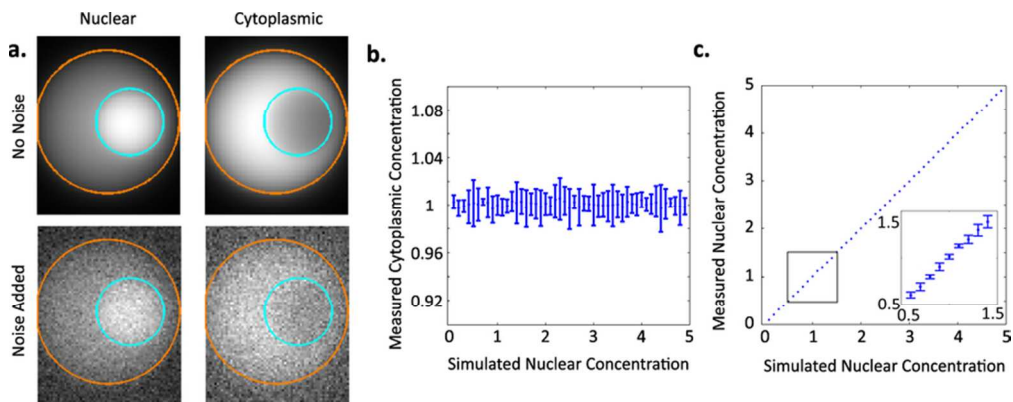 Nuclear
Cytoplasmic
a.
No Noise
Noise Added
b.
Measured Cytoplasmic Concentration
1.08
1.04
1
0.96
0.92
0 1 2 3 4 5
Simulated Nuclear Concentration
c.
Measured Nuclear Concentration
5
4
3
2
1
0
1.5
0.5
0.5 1.5
0 1 2 3 4 5
Simulated Nuclear Concentration